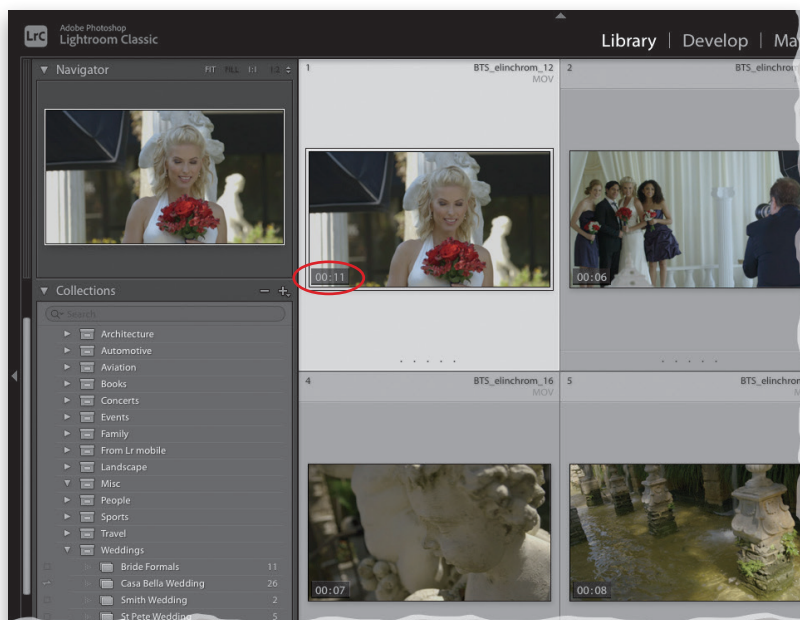 LrC
Adobe Photoshop
Lightroom Classic
Library | Develop |
Navigator
FIT FILL 1:1 1:2
Collections
Search
Architecture
Automotive
Aviation
Books
Concerts
Events
Family
From Lr mobile
Landscape
Misc
People
Sports
Travel
Weddings
Bride Formals 11
Casa Bella Wedding 26
Smith Wedding 2
St Pete Wedding 5
1 BTS_elinchrom_12
MOV
00:11
2
00:06
4 BTS_elinchrom_16
MOV
00:07
5
00:08